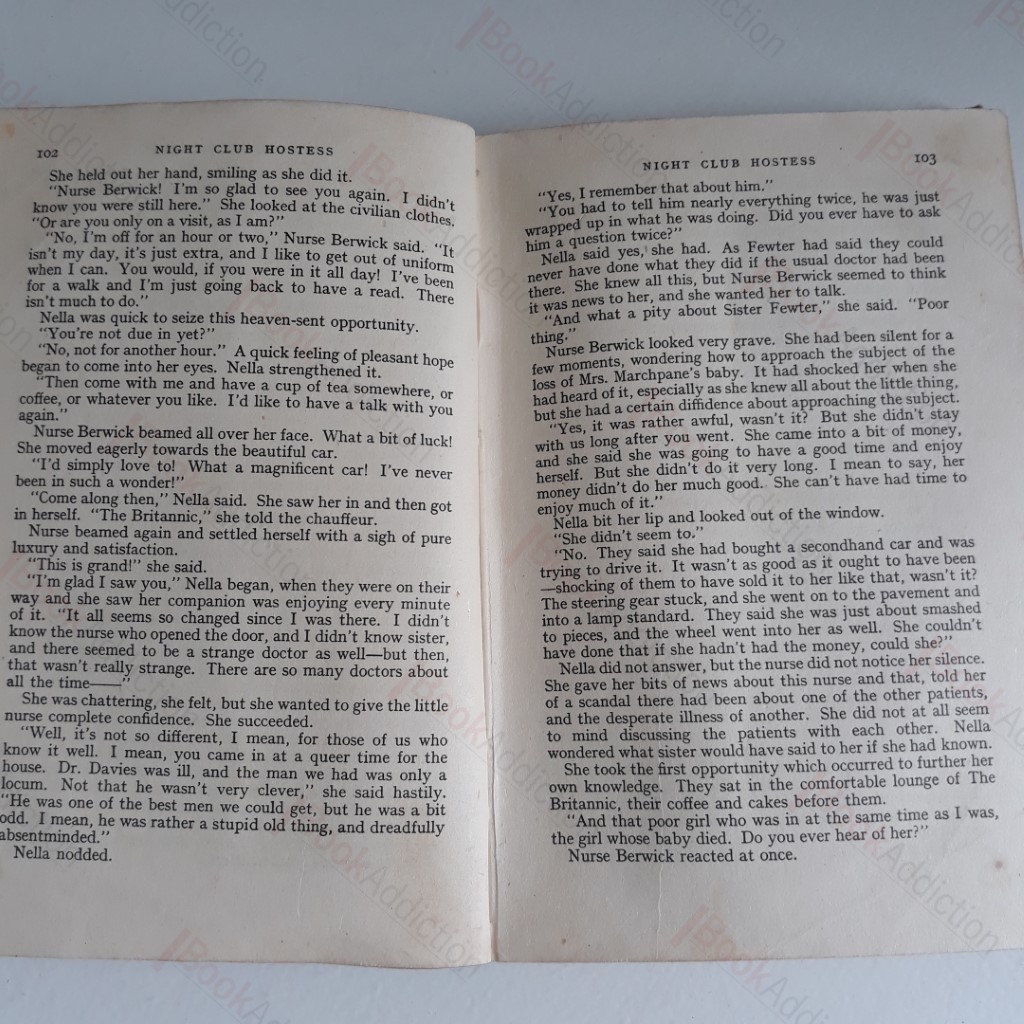 102
NIGHT CLUB HOSTESS
She held out her hand, smiling as she did it.
"Nurse Berwick! I'm so glad to see you again. I didn't
know you were still here." She looked at the civilian clothes.
"Or are you only on a visit, as I am?"
"No, I'm off for an hour or two," Nurse Berwick said. "It
isn't my day, it's just extra, and I like to get out of uniform
when I can. You would, if you were in it all day! I've been
for a walk and I'm just going back to have a read. There
isn't much to do."
Nella was quick to seize this heaven-sent opportunity.
"You're not due in yet?"
"No, not for another hour." A quick feeling of pleasant hope
began to come into her eyes. Nella strengthened it.
"Then come with me and have a cup of tea somewhere, or
coffee, or whatever you like. I'd like to have a talk with you
again."
Nurse Berwick beamed all over her face. What a bit of luck!
She moved eagerly towards the beautiful car.
"I'd simply love to! What a magnificent car! I've never
been in such a wonder!"
"Come along then," Nella said. She saw her in and then got
in herself. "The Britannic," she told the chauffeur.
Nurse beamed again and settled herself with a sigh of pure
luxury and satisfaction.
"This is grand!" she said.
"I'm glad I saw you," Nella began, when they were on their
way and she saw her companion was enjoying every minute
of it. "It all seems so changed since I was there. I didn't
know the nurse who opened the door, and I didn't know sister,
and there seemed to be a strange doctor as well—but then,
that wasn't really strange. There are so many doctors about
all the time——"
She was chattering, she felt, but she wanted to give the little
nurse complete confidence. She succeeded.
"Well, it's not so different, I mean, for those of us who
know it well. I mean, you came in at a queer time for the
house. Dr. Davies was ill, and the man we had was only a
locum. Not that he wasn't very clever," she said hastily.
"He was one of the best men we could get, but he was a bit
odd. I mean, he was rather a stupid old thing, and dreadfully
absentminded."
Nella nodded.
NIGHT CLUB HOSTESS
103
"Yes, I remember that about him."
"You had to tell him nearly everything twice, he was just
wrapped up in what he was doing. Did you ever have to ask
him a question twice?"
Nella said yes, she had. As Fewter had said they could
never have done what they did if the usual doctor had been
there. She knew all this, but Nurse Berwick seemed to think
it was news to her, and she wanted her to talk.
"And what a pity about Sister Fewter," she said. "Poor
thing."
Nurse Berwick looked very grave. She had been silent for a
few moments, wondering how to approach the subject of the
loss of Mrs. Marchpane's baby. It had shocked her when she
had heard of it, especially as she knew all about the little thing,
but she had a certain diffidence about approaching the subject.
"Yes, it was rather awful, wasn't it? But she didn't stay
with us long after you went. She came into a bit of money,
and she said she was going to have a good time and enjoy
herself. But she didn't do it very long. I mean to say, her
money didn't do her much good. She can't have had time to
enjoy much of it."
Nella bit her lip and looked out of the window.
"She didn't seem to."
"No. They said she had bought a secondhand car and was
trying to drive it. It wasn't as good as it ought to have been
—shocking of them to have sold it to her like that, wasn't it?
The steering gear stuck, and she went on to the pavement and
into a lamp standard. They said she was just about smashed
to pieces, and the wheel went into her as well. She couldn't
have done that if she hadn't had the money, could she?"
Nella did not answer, but the nurse did not notice her silence.
She gave her bits of news about this nurse and that, told her
of a scandal there had been about one of the other patients,
and the desperate illness of another. She did not at all seem
to mind discussing the patients with each other. Nella
wondered what sister would have said to her if she had known.
She took the first opportunity which occurred to further her
own knowledge. They sat in the comfortable lounge of The
Britannic, their coffee and cakes before them.
"And that poor girl who was in at the same time as I was,
the girl whose baby died. Do you ever hear of her?"
Nurse Berwick reacted at once.
BookAddiction